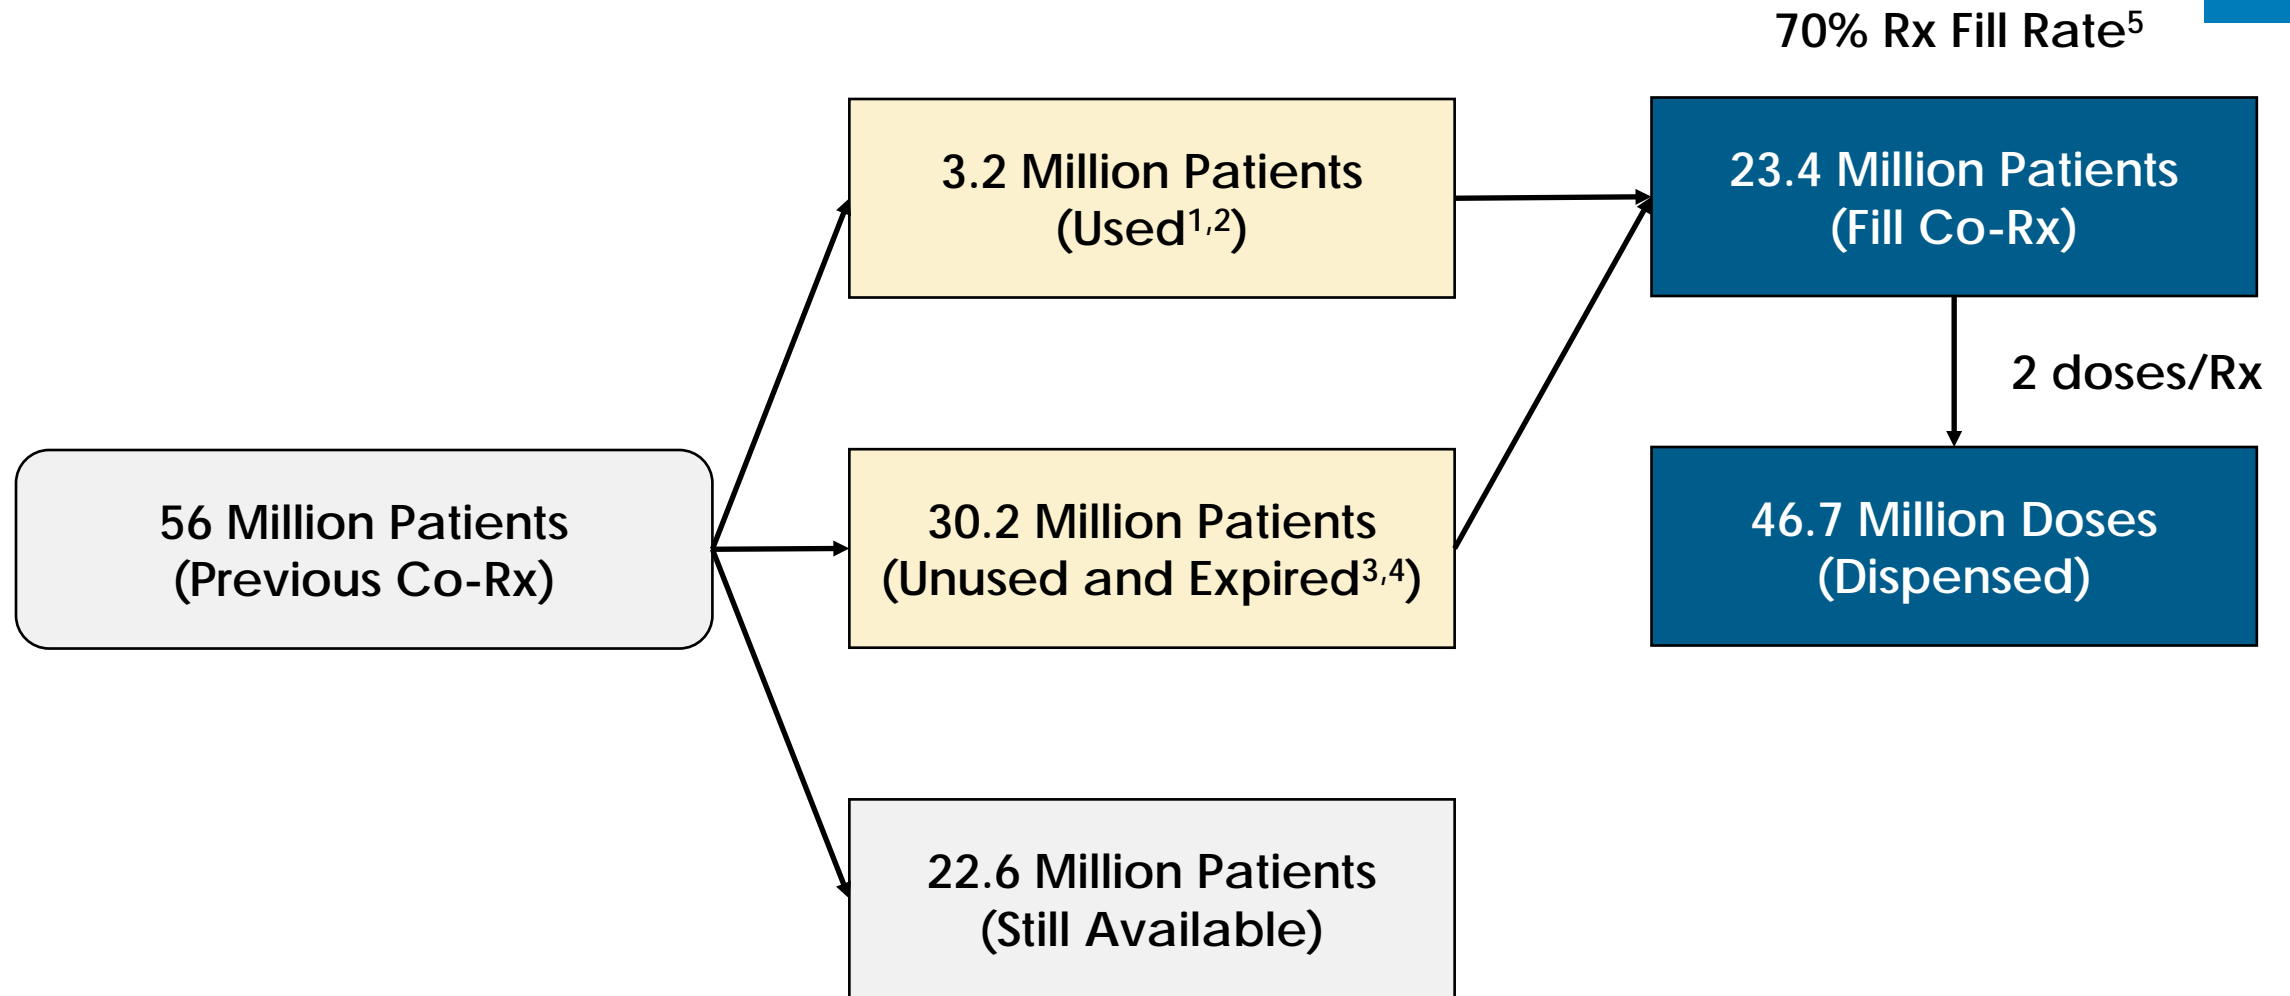 70% Rx Fill Rate⁵
3.2 Million Patients
(Used¹,²)
23.4 Million Patients
(Fill Co-Rx)
2 doses/Rx
56 Million Patients
(Previous Co-Rx)
30.2 Million Patients
(Unused and Expired³,⁴)
46.7 Million Doses
(Dispensed)
22.6 Million Patients
(Still Available)